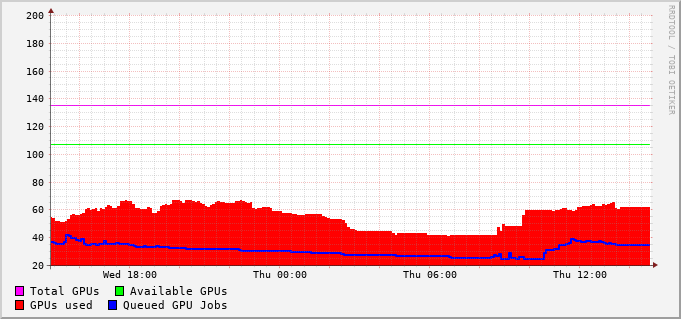 200
180
160
140
120
100
80
60
40
20
Wed 18:00 Thu 00:00 Thu 06:00 Thu 12:00
Total GPUs Available GPUs
GPUs used Queued GPU Jobs
RRDTOOL / TOBI OETIKER